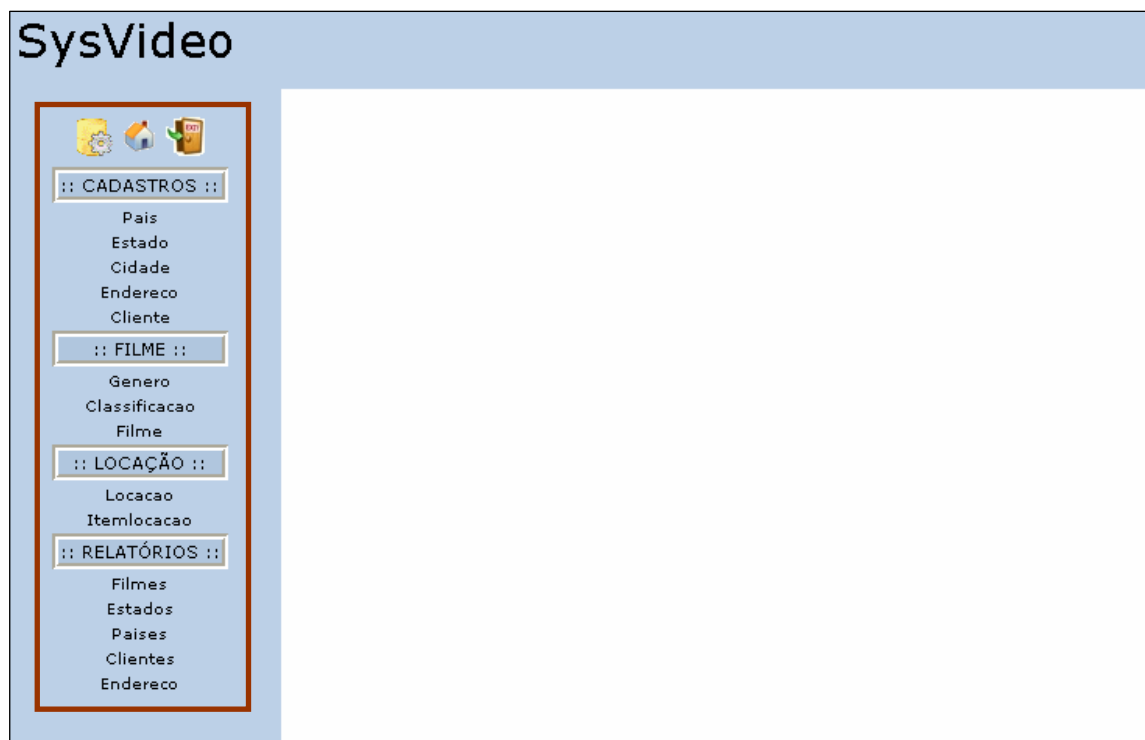 SysVideo
EXIT
:: CADASTROS ::
Pais
Estado
Cidade
Endereco
Cliente
:: FILME ::
Genero
Classificacao
Filme
:: LOCAÇÃO ::
Locacao
Itemlocacao
:: RELATÓRIOS ::
Filmes
Estados
Paises
Clientes
Endereco